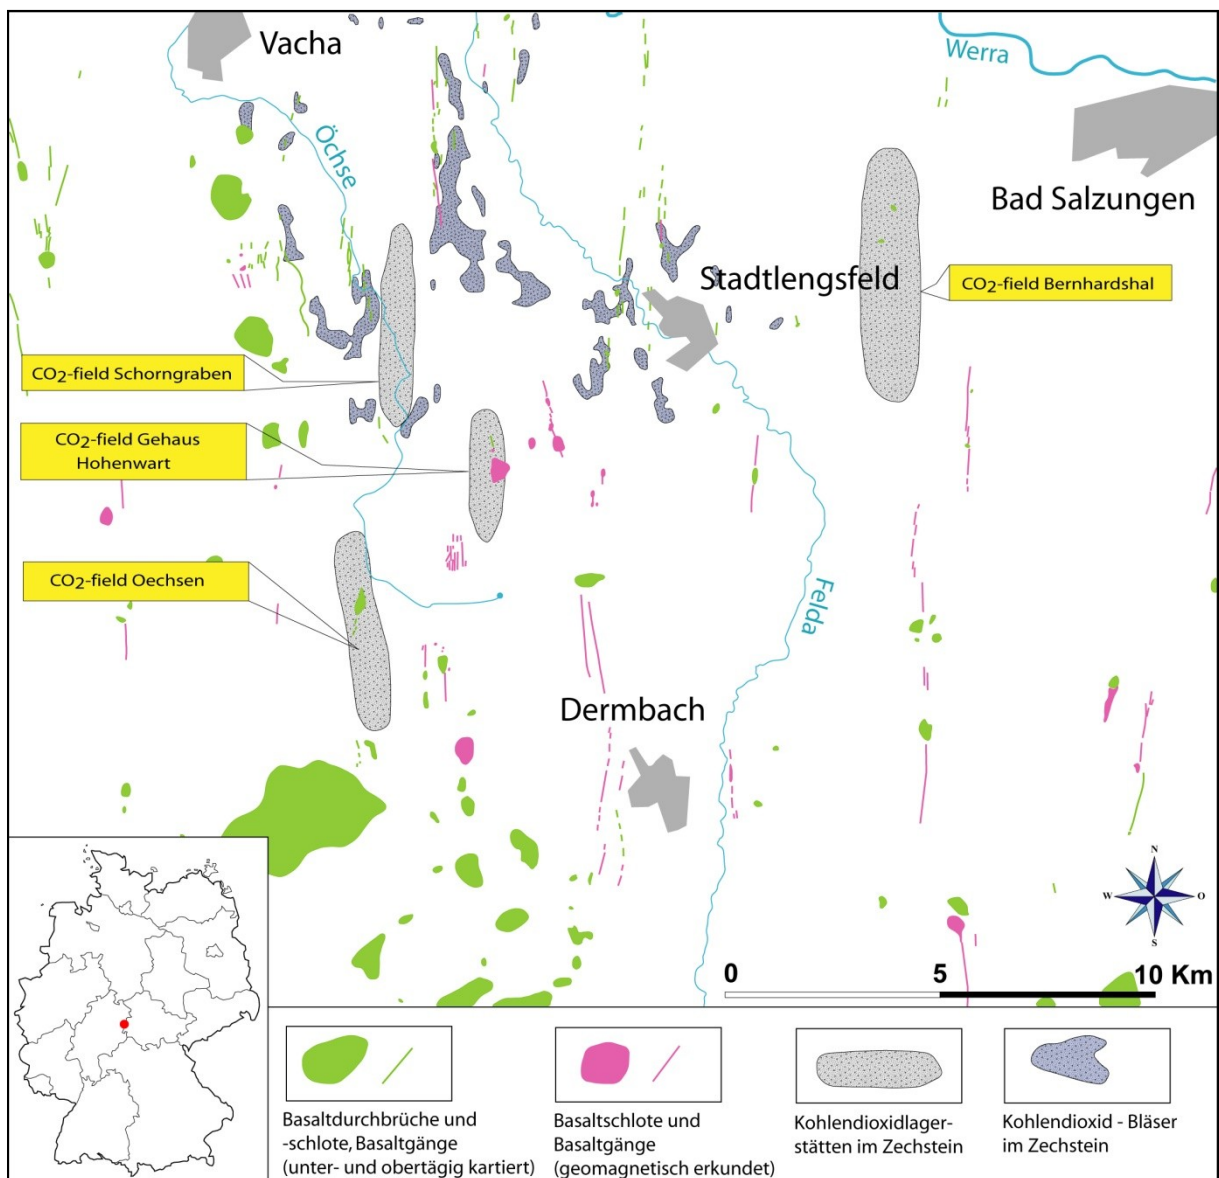 Vacha
Werra
Öchse
Bad Salzungen
Stadtlengsfeld
CO2-field Bernhardshal
CO2-field Schorngraben
CO2-field Gehaus
Hohenwart
CO2-field Oechsen
Felda
Dermbach
N
W O
S
0 5 10 Km
Basaltdurchbrüche und
-schlote, Basaltgänge
(unter- und obertägig kartiert)
Basaltschlote und
Basaltgänge
(geomagnetisch erkundet)
Kohlendioxidlager-
stätten im Zechstein
Kohlendioxid - Bläser
im Zechstein